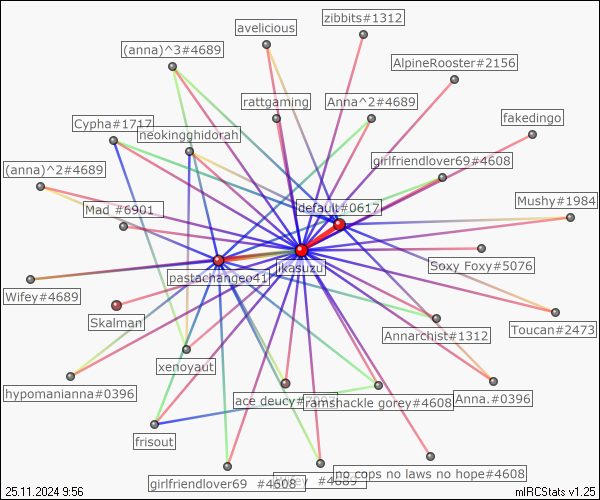 zibbits#1312
avelicious
(anna)^3#4689
AlpineRooster#2156
rattgaming
Anna^2#4689
fakedingo
Cypha#1717
neokingghidorah
girlfriendlover69#4608
(anna)^2#4689
Mad_#6901
default#0617
Mushy#1984
ikasuzu
Soxy Foxy#5076
pastachangeo41
Wifey#4689
Skalman
Toucan#2473
Annarchist#1312
xenoyaut
hypomanianna#0396
ace deucy
ramshackle gorey#4608
Anna.#0396
frisout
girlfriendlover69_#4608
#4689
no cops no laws no hope#4608
25.11.2024 9:56
mIRCStats v1.25